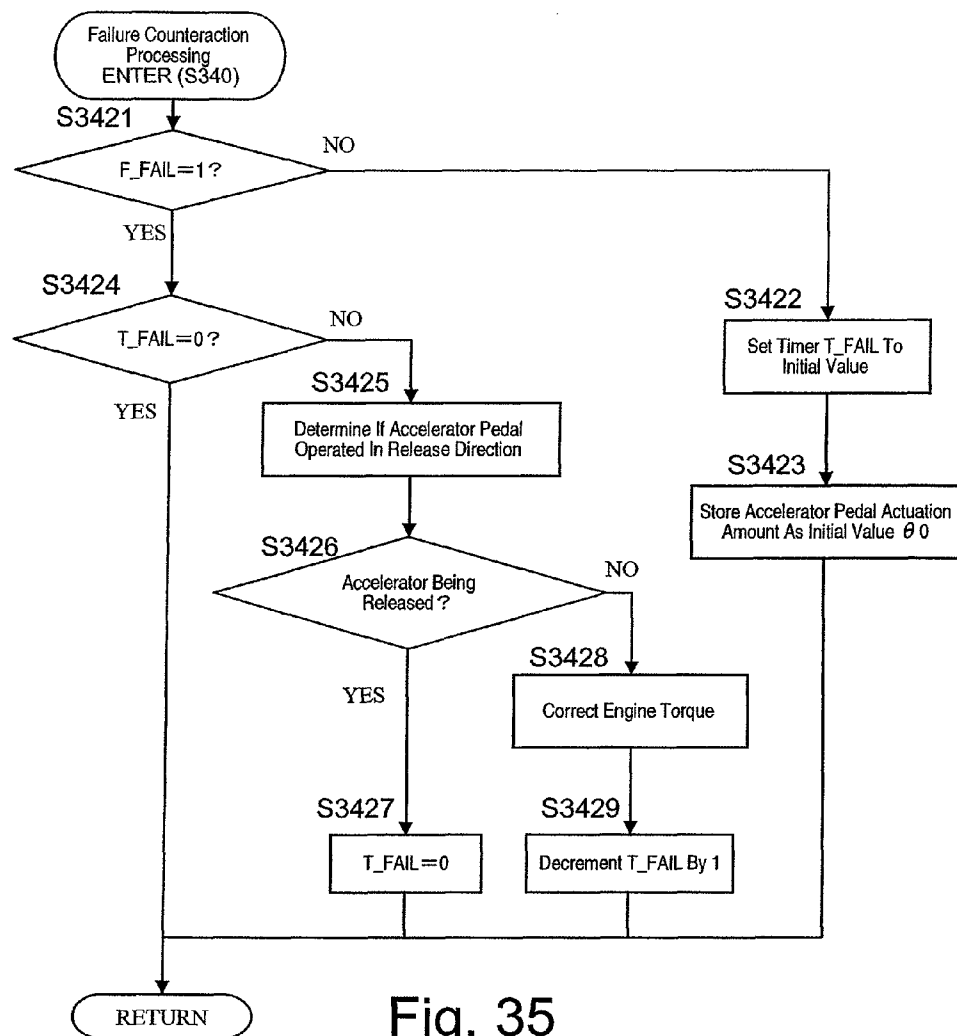 Failure Counteraction
Processing
ENTER (S340)
S3421
F_FAIL=1?
NO
YES
S3424
T_FAIL=0?
NO
YES
S3422
Set Timer T_FAIL To
Initial Value
S3425
Determine If Accelerator Pedal
Operated In Release Direction
S3423
Store Accelerator Pedal Actuation
Amount As Initial Value θ0
S3426
Accelerator Being
Released?
NO
YES
S3428
Correct Engine Torque
S3427
T_FAIL=0
S3429
Decrement T_FAIL By 1
RETURN
Fig. 35